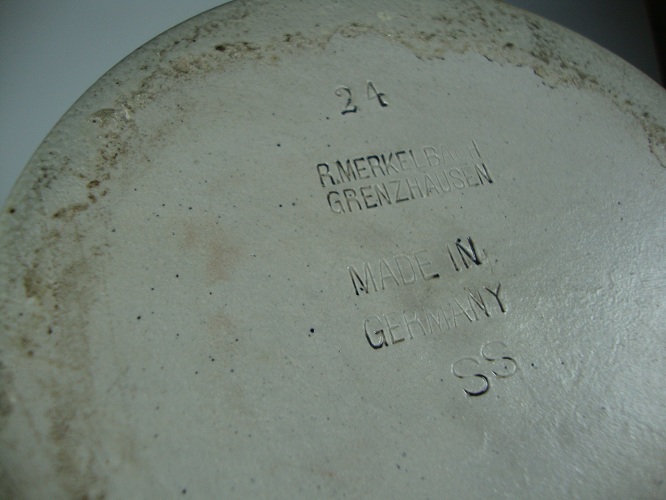 24
R.MERKELBACH
GRENZHAUSEN
MADE IN
GERMANY
SS